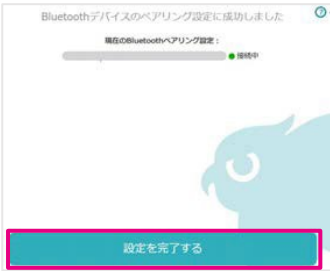 Bluetoothデバイスのペアリング設定に成功しました
?
現在のBluetoothペアリング設定：
接続中
設定を完了する